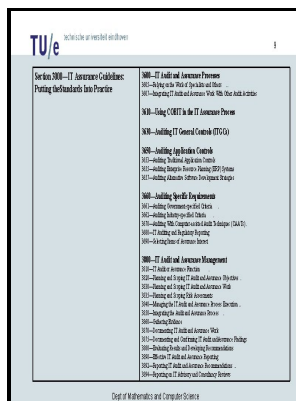 TU/e technische universiteit eindhoven
Section 3000—IT Assurance Guidelines:
Putting the Standards Into Practice
3600—IT Audit and Assurance Processes
3605—Relying on the Work of Specialists and Others ..
3607—Integrating IT Audit and Assurance Work With Other Audit Activities
3610—Using COBIT in the IT Assurance Process
3630—Auditing IT General Controls (ITGCs)
3650—Auditing Application Controls
3653—Auditing Traditional Application Controls
3655—Auditing Enterprise Resource Planning (ERP) Systems
3657—Auditing Alternative Software Development Strategies
3660—Auditing Specific Requirements
3661—Auditing Government-specified Criteria ..
3662—Auditing Industry-specified Criteria ..
3670—Auditing With Computer-assisted Audit Techniques (CAATs) .
3680—IT Auditing and Regulatory Reporting
3690—Selecting Items of Assurance Interest
3800—IT Audit and Assurance Management
3810—IT Audit or Assurance Function
3820—Planning and Scoping IT Audit and Assurance Objectives ..
3830—Planning and Scoping IT Audit and Assurance Work
3835—Planning and Scoping Risk Assessments
3840—Managing the IT Audit and Assurance Process Execution ..
3850—Integrating the Audit and Assurance Process ..
3860—Gathering Evidence
3870—Documenting IT Audit and Assurance Work
3875—Documenting and Confirming IT Audit and Assurance Findings
3880—Evaluating Results and Developing Recommendations
3890—Effective IT Audit and Assurance Reporting
3892—Reporting IT Audit and Assurance Recommendations ..
3894—Reporting on IT Advisory and Consultancy Reviews
Dept of Mathematics and Computer Science